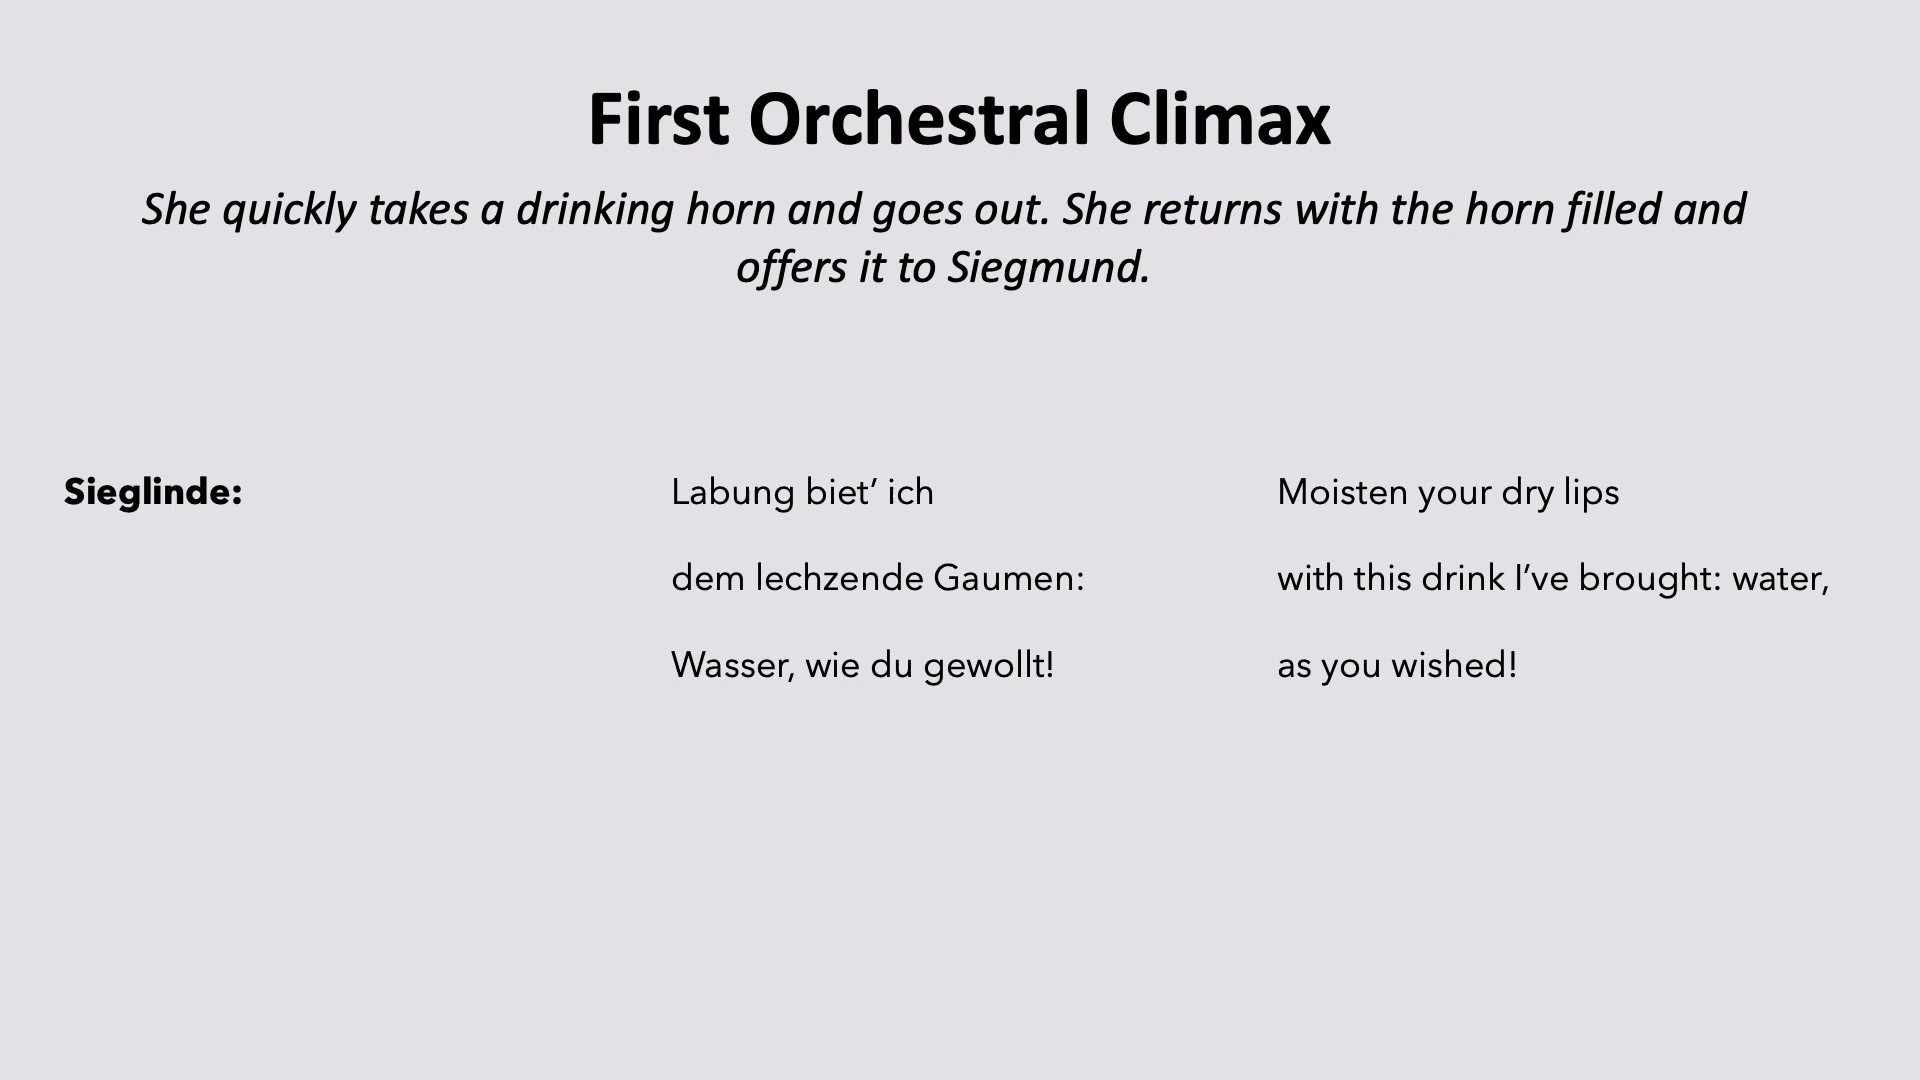 First Orchestral Climax
She quickly takes a drinking horn and goes out. She returns with the horn filled and
offers it to Siegmund.
Sieglinde: Labung biet’ ich Moisten your dry lips
dem lechzende Gaumen: with this drink I’ve brought: water,
Wasser, wie du gewollt! as you wished!